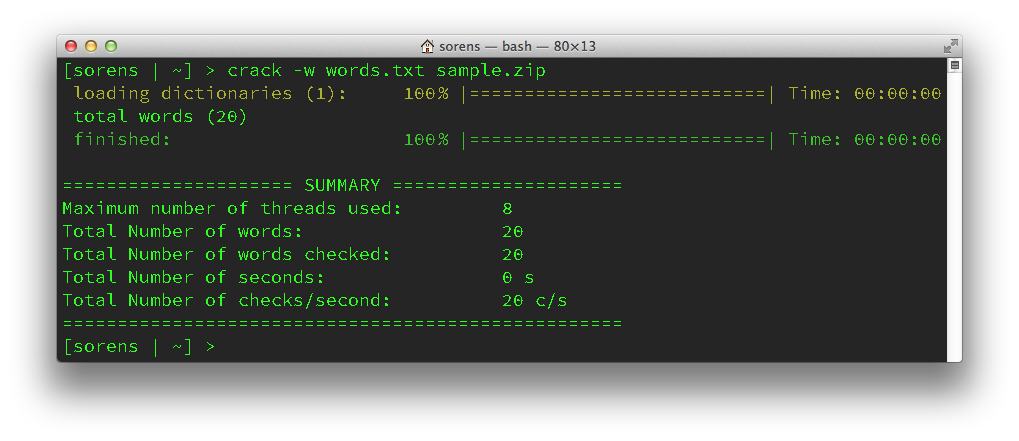 sorens — bash — 80×13
[sorens | ~] > crack -w words.txt sample.zip
loading dictionaries (1):     100% |===========================| Time: 00:00:00
total words (20)
finished:                     100% |===========================| Time: 00:00:00
===================== SUMMARY =====================
Maximum number of threads used:         8
Total Number of words:                  20
Total Number of words checked:          20
Total Number of seconds:                0 s
Total Number of checks/second:          20 c/s
===================================================
[sorens | ~] >